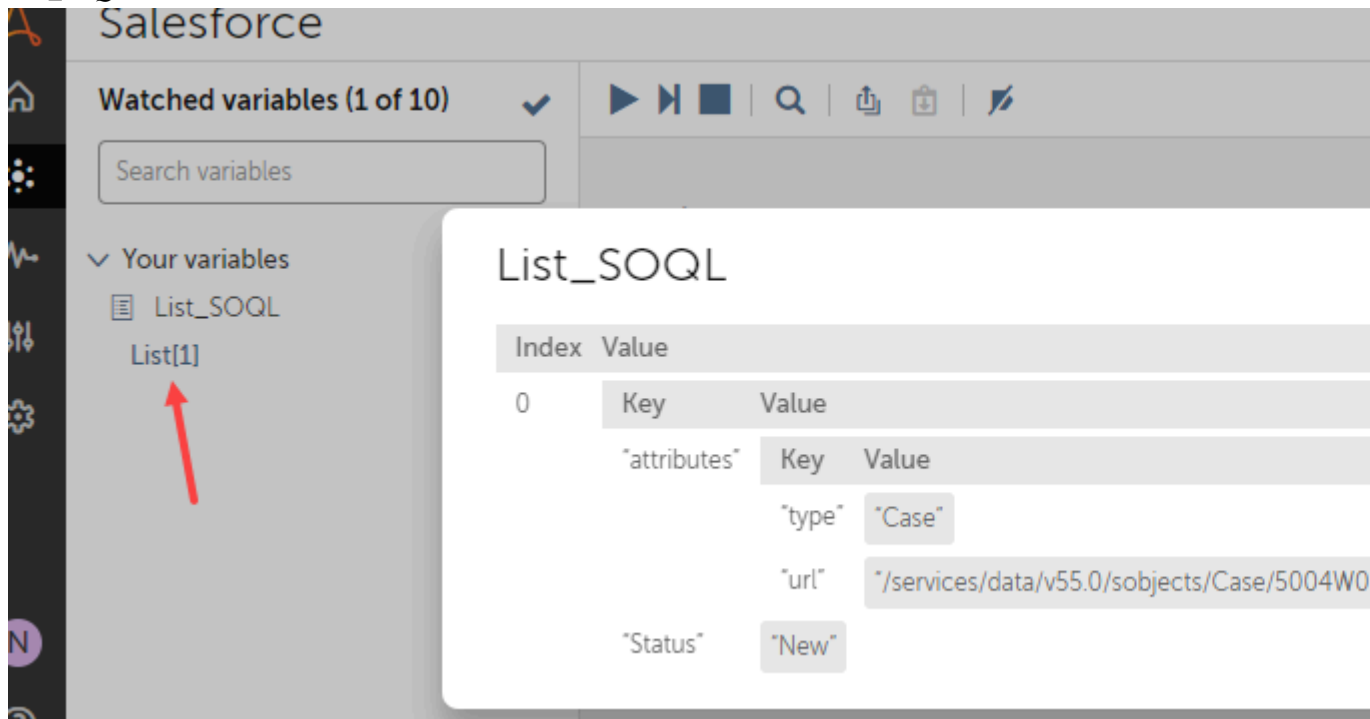 Salesforce
Watched variables (1 of 10)
Search variables
Your variables
List_SOQL
List[1]
List_SOQL
Index Value
0 Key Value
"attributes" Key Value
"type" "Case"
"url" "/services/data/v55.0/sobjects/Case/5004W0
"Status" "New"
N